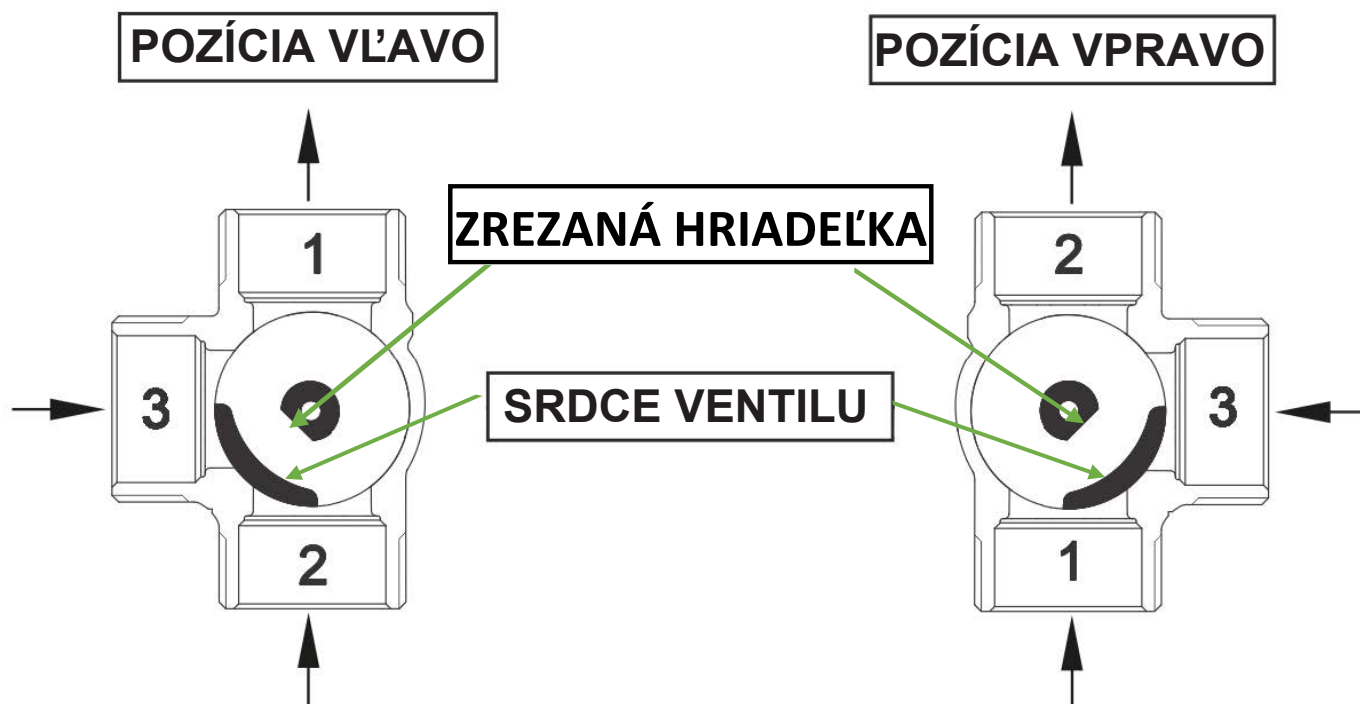 POZÍCIA VĽAVO
POZÍCIA VPRAVO
ZREZANÁ HRIADEĽKA
1
2
3
SRDCE VENTILU
3
2
1